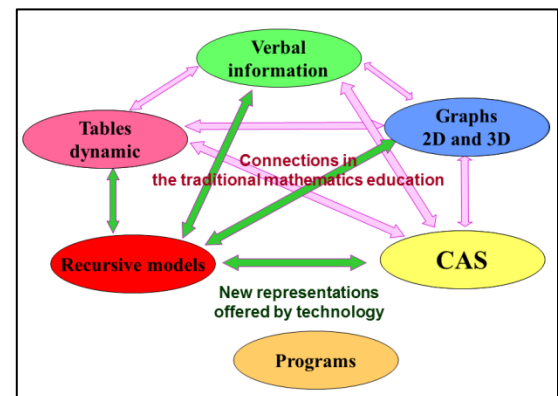 Verbal
information
Tables
dynamic
Graphs
2D and 3D
Connections in
the traditional mathematics education
Recursive models
CAS
New representations
offered by technology
Programs